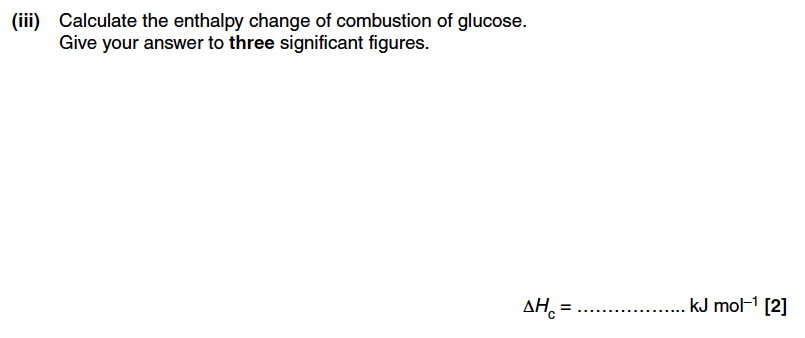 (iii) Calculate the enthalpy change of combustion of glucose.
Give your answer to three significant figures.
ΔHc = .................. kJ mol−1 [2]